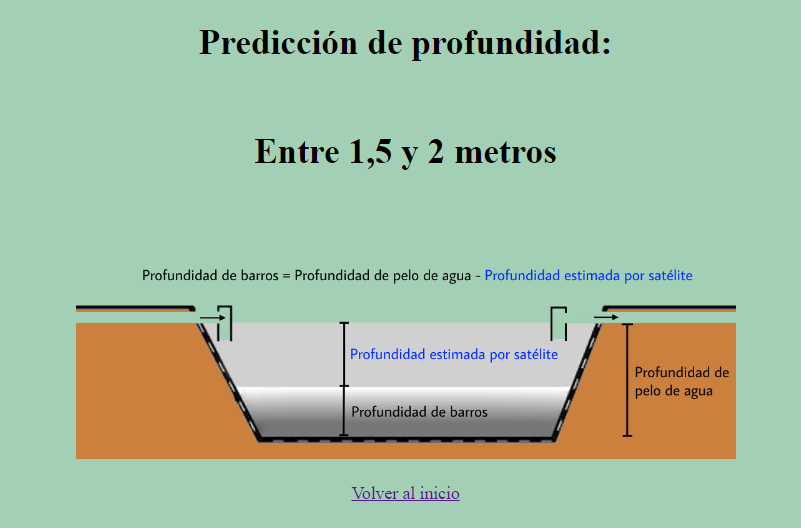 Predicción de profundidad:
Entre 1,5 y 2 metros
Profundidad de barros = Profundidad de pelo de agua - Profundidad estimada por satélite
Profundidad estimada por satélite
Profundidad de barros
Profundidad de
pelo de agua
Volver al inicio